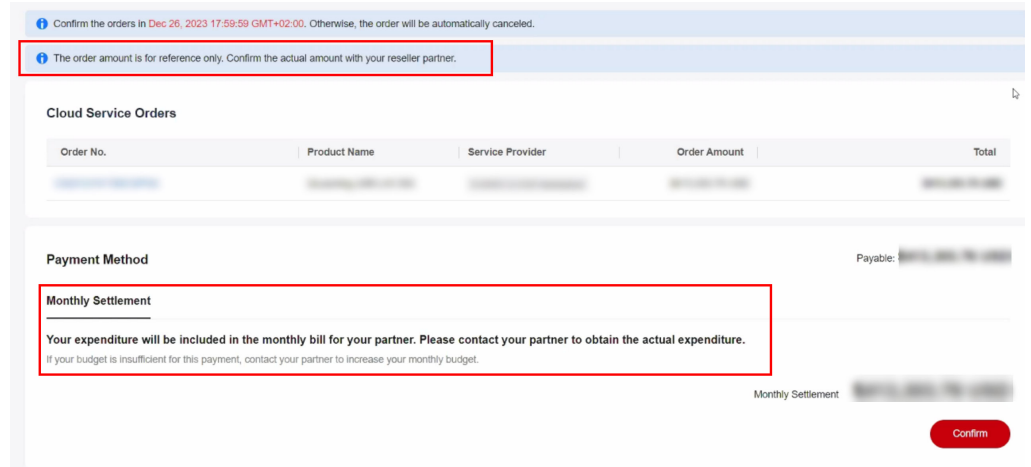 Confirm the orders in Dec 26, 2023 17:59:59 GMT+02:00. Otherwise, the order will be automatically canceled.
The order amount is for reference only. Confirm the actual amount with your reseller partner.
Cloud Service Orders
Order No. Product Name Service Provider Order Amount Total
Payment Method
Payable:
Monthly Settlement
Your expenditure will be included in the monthly bill for your partner. Please contact your partner to obtain the actual expenditure.
If your budget is insufficient for this payment, contact your partner to increase your monthly budget.
Monthly Settlement
Confirm